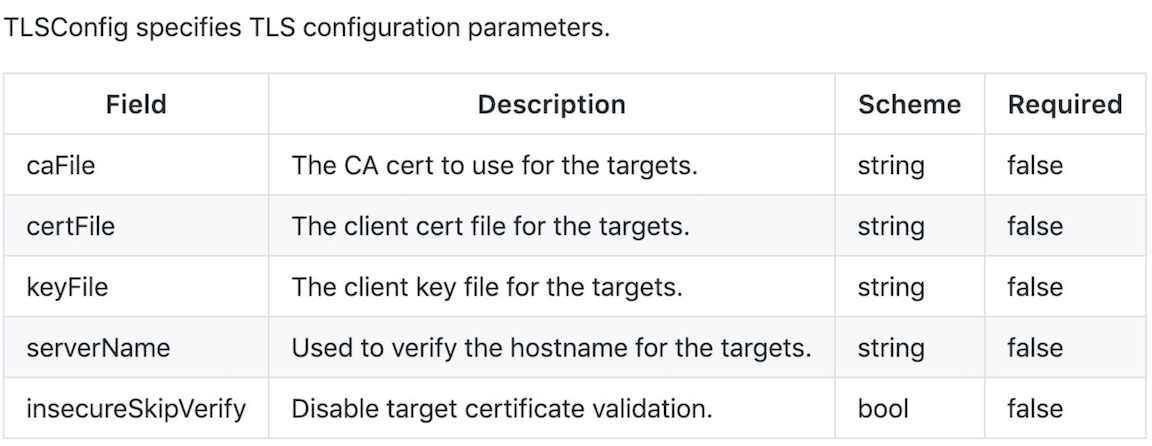 TLSConfig specifies TLS configuration parameters.
Field Description Scheme Required
caFile The CA cert to use for the targets. string false
certFile The client cert file for the targets. string false
keyFile The client key file for the targets. string false
serverName Used to verify the hostname for the targets. string false
insecureSkipVerify Disable target certificate validation. bool false